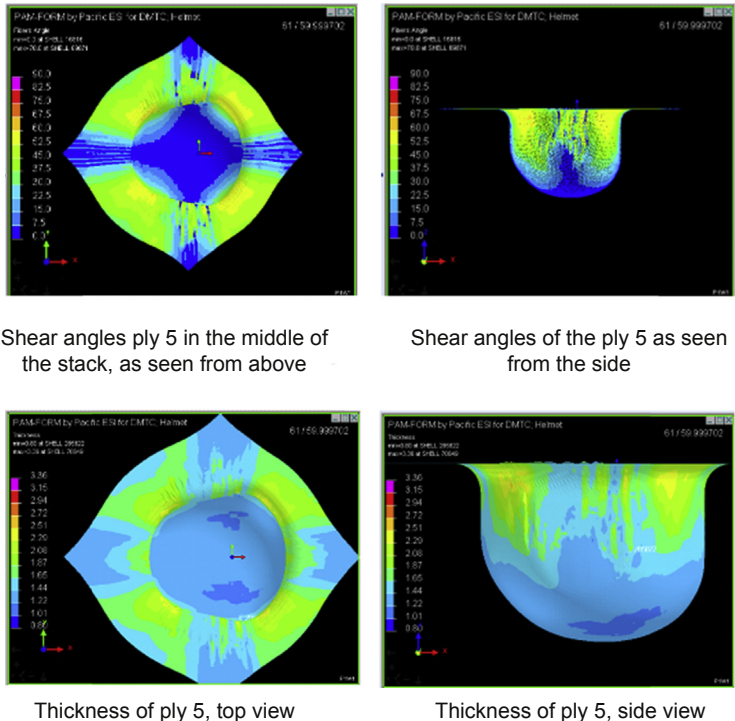 PAM-FORM by Pacific ESI for DMTC, Helmet
61 / 59.999702
Fibers Angle
90.0
82.5
75.0
67.5
60.0
52.5
45.0
37.5
30.0
22.5
15.0
7.5
0.0
Y
X
PAM-FORM by Pacific ESI for DMTC, Helmet
61 / 59.999702
Fibers Angle
90.0
82.5
75.0
67.5
60.0
52.5
45.0
37.5
30.0
22.5
15.0
7.5
0.0
X
Shear angles ply 5 in the middle of
the stack, as seen from above
Shear angles of the ply 5 as seen
from the side
PAM-FORM by Pacific ESI for DMTC, Helmet
61 / 59.999702
Thickness
3.36
3.15
2.94
2.72
2.51
2.29
2.08
1.87
1.65
1.44
1.22
1.01
0.80
X
PAM-FORM by Pacific ESI for DMTC, Helmet
61 / 59.999702
Thickness
3.36
3.15
2.94
2.72
2.51
2.29
2.08
1.87
1.65
1.44
1.22
1.01
0.80
X
Thickness of ply 5, top view
Thickness of ply 5, side view